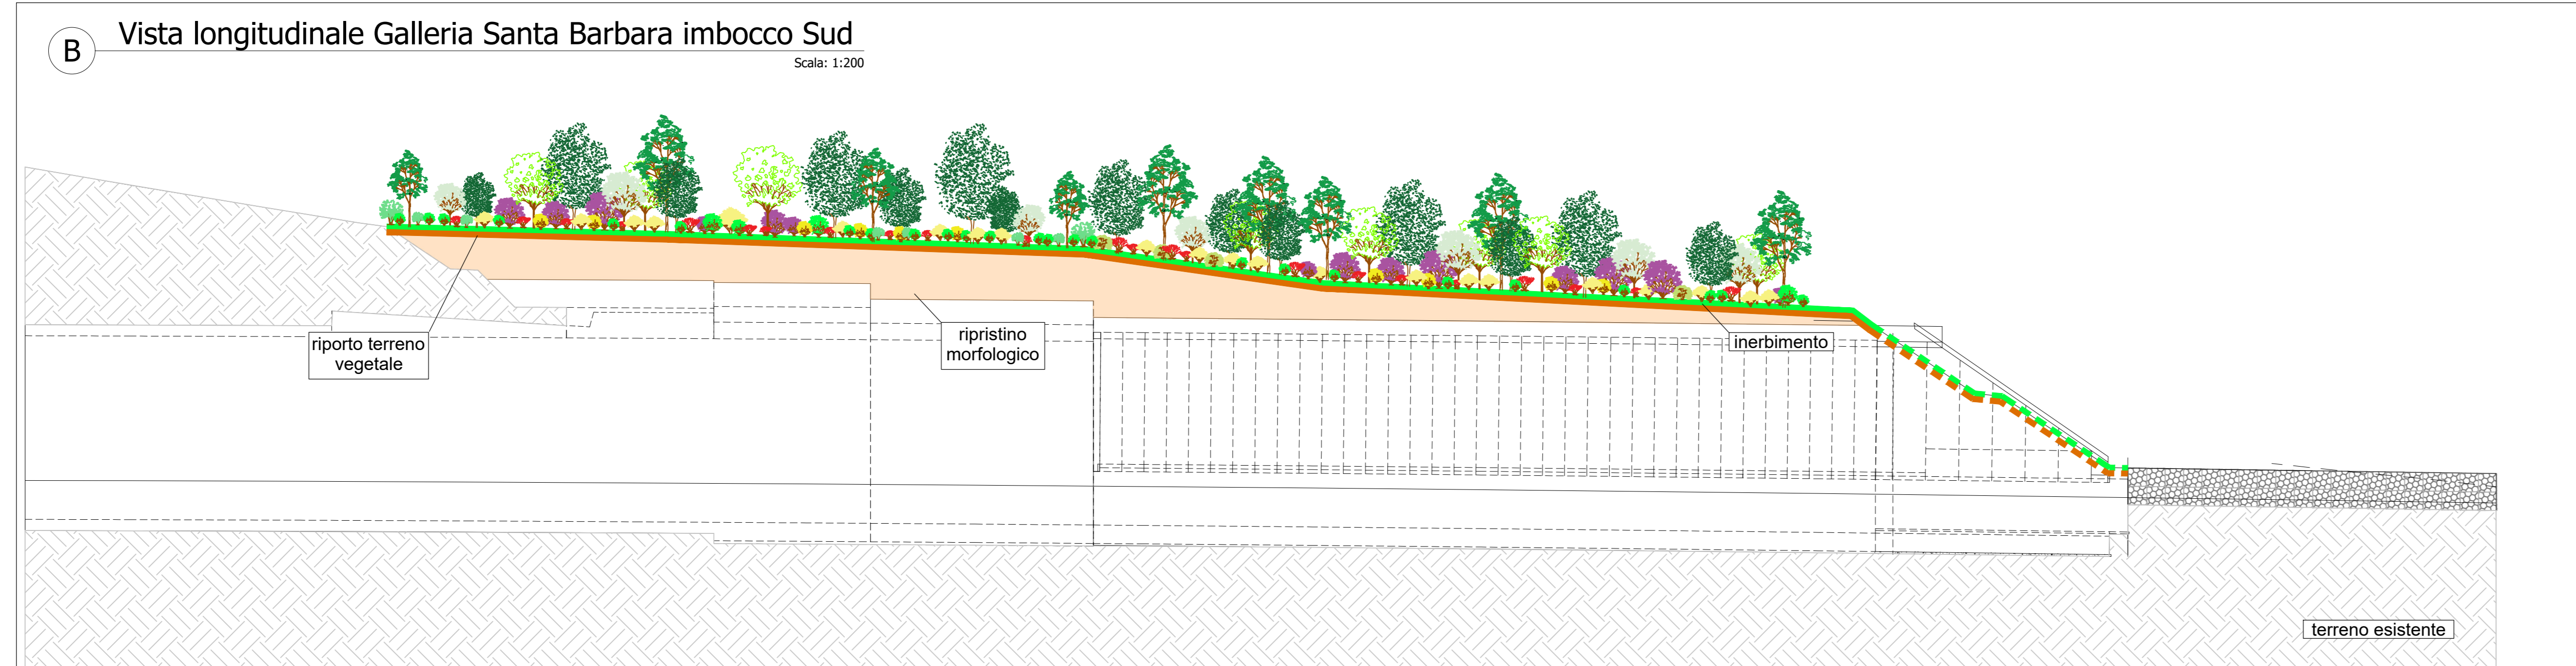 B
Vista longitudinale Galleria Santa Barbara imbocco Sud
Scala: 1:200
riporto terreno
vegetale
ripristino
morfologico
inerbimento
terreno esistente